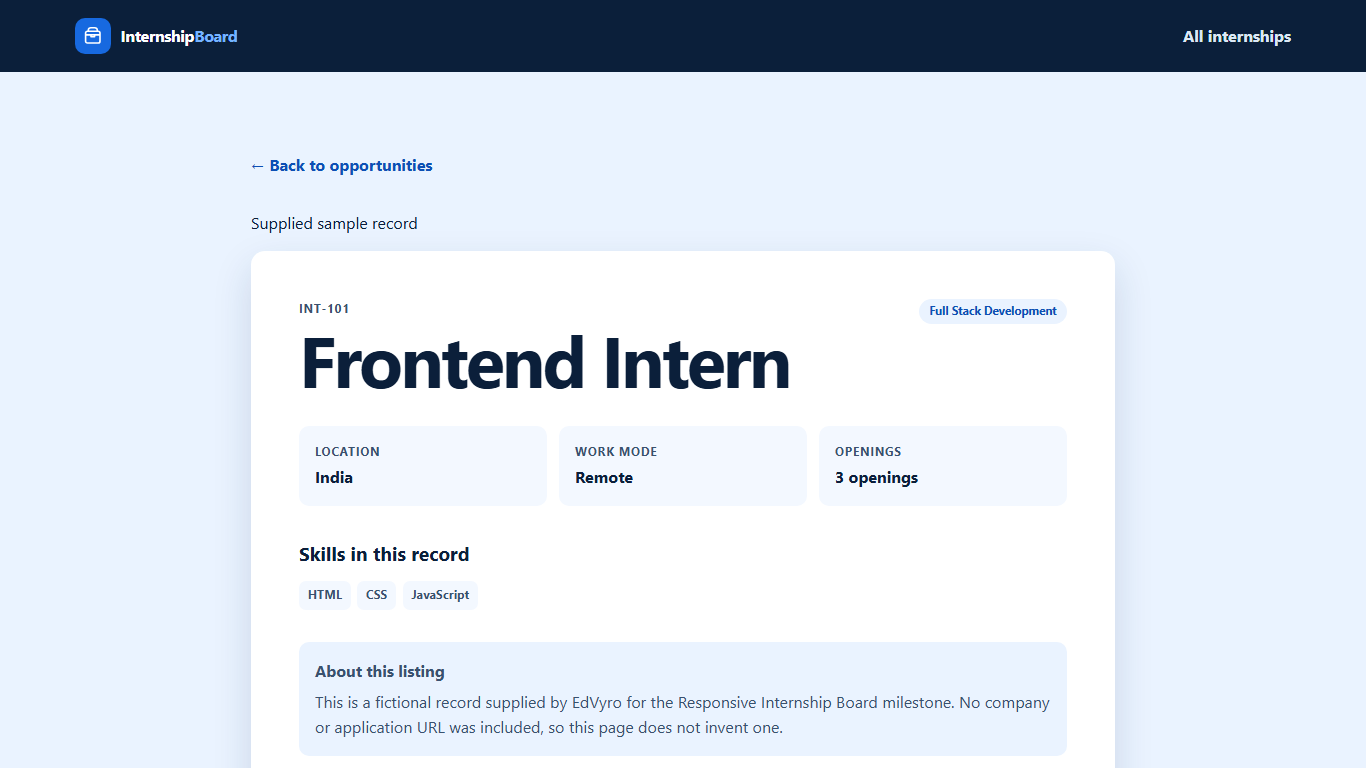 InternshipBoard
All internships
← Back to opportunities
Supplied sample record
INT-101
Full Stack Development
Frontend Intern
LOCATION
India
WORK MODE
Remote
OPENINGS
3 openings
Skills in this record
HTML
CSS
JavaScript
About this listing
This is a fictional record supplied by EdVyro for the Responsive Internship Board milestone. No company
or application URL was included, so this page does not invent one.